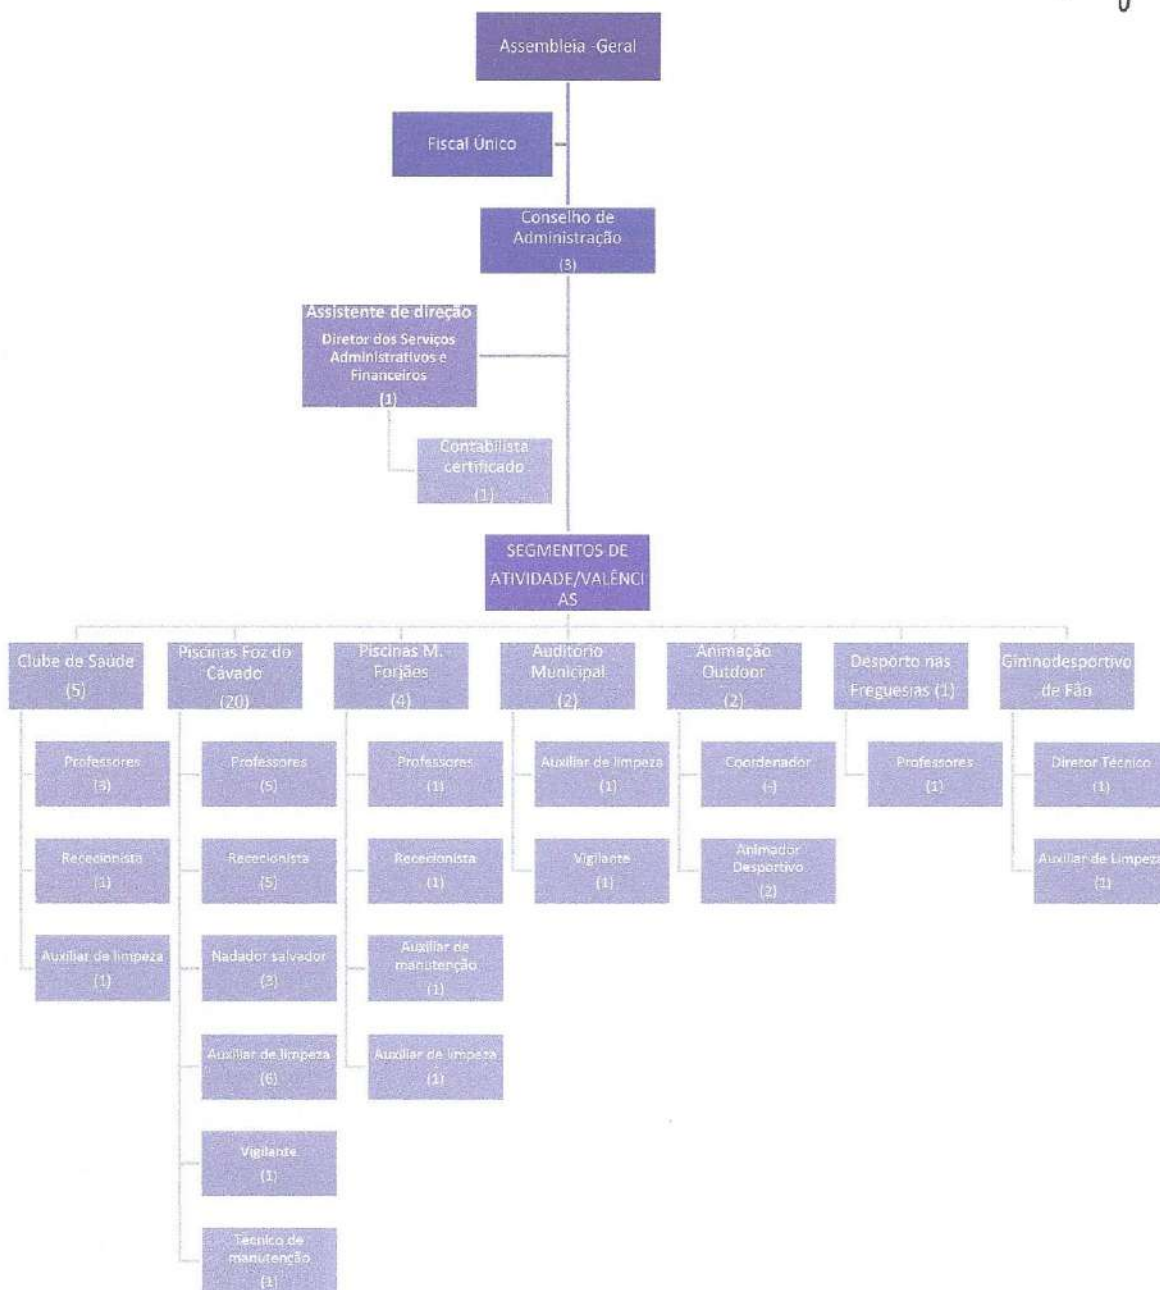 Assembleia -Geral
Fiscal Único
Conselho de
Administração
(3)
Assistente de direção
Diretor dos Serviços
Administrativos e
Financeiros
(1)
Contabilista
certificado
(1)
SEGMENTOS DE
ATIVIDADE/VALÊNCI
AS
Clube de Saúde
(5)
Professores
(3)
Rececionista
(1)
Auxiliar de limpeza
(1)
Piscinas Foz do
Cávado
(20)
Professores
(5)
Rececionista
(5)
Nadador salvador
(3)
Auxiliar de limpeza
(6)
Vigilante
(1)
Técnico de
manutenção
(1)
Piscinas M.
Forjães
(4)
Professores
(1)
Rececionista
(1)
Auxiliar de
manutenção
(1)
Auxiliar de limpeza
(1)
Auditório
Municipal
(2)
Auxiliar de limpeza
(1)
Vigilante
(1)
Animação
Outdoor
(2)
Coordenador
(-)
Animador
Desportivo
(2)
Desporto nas
Freguesias (1)
Professores
(1)
Gimnodesportivo
de Fão
Diretor Técnico
(1)
Auxiliar de Limpeza
(1)